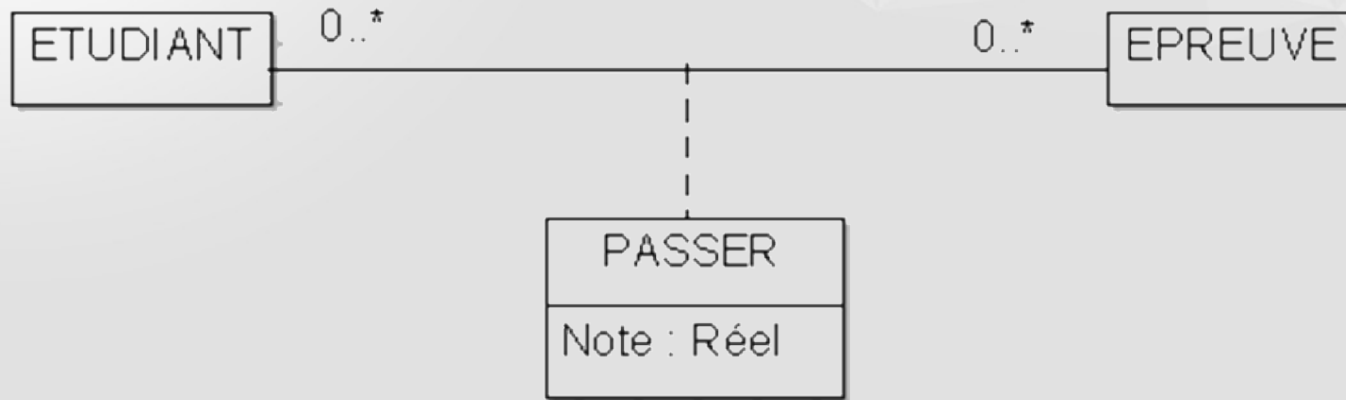 ETUDIANT
0..*
0..*
EPREUVE
PASSER
Note : Réel